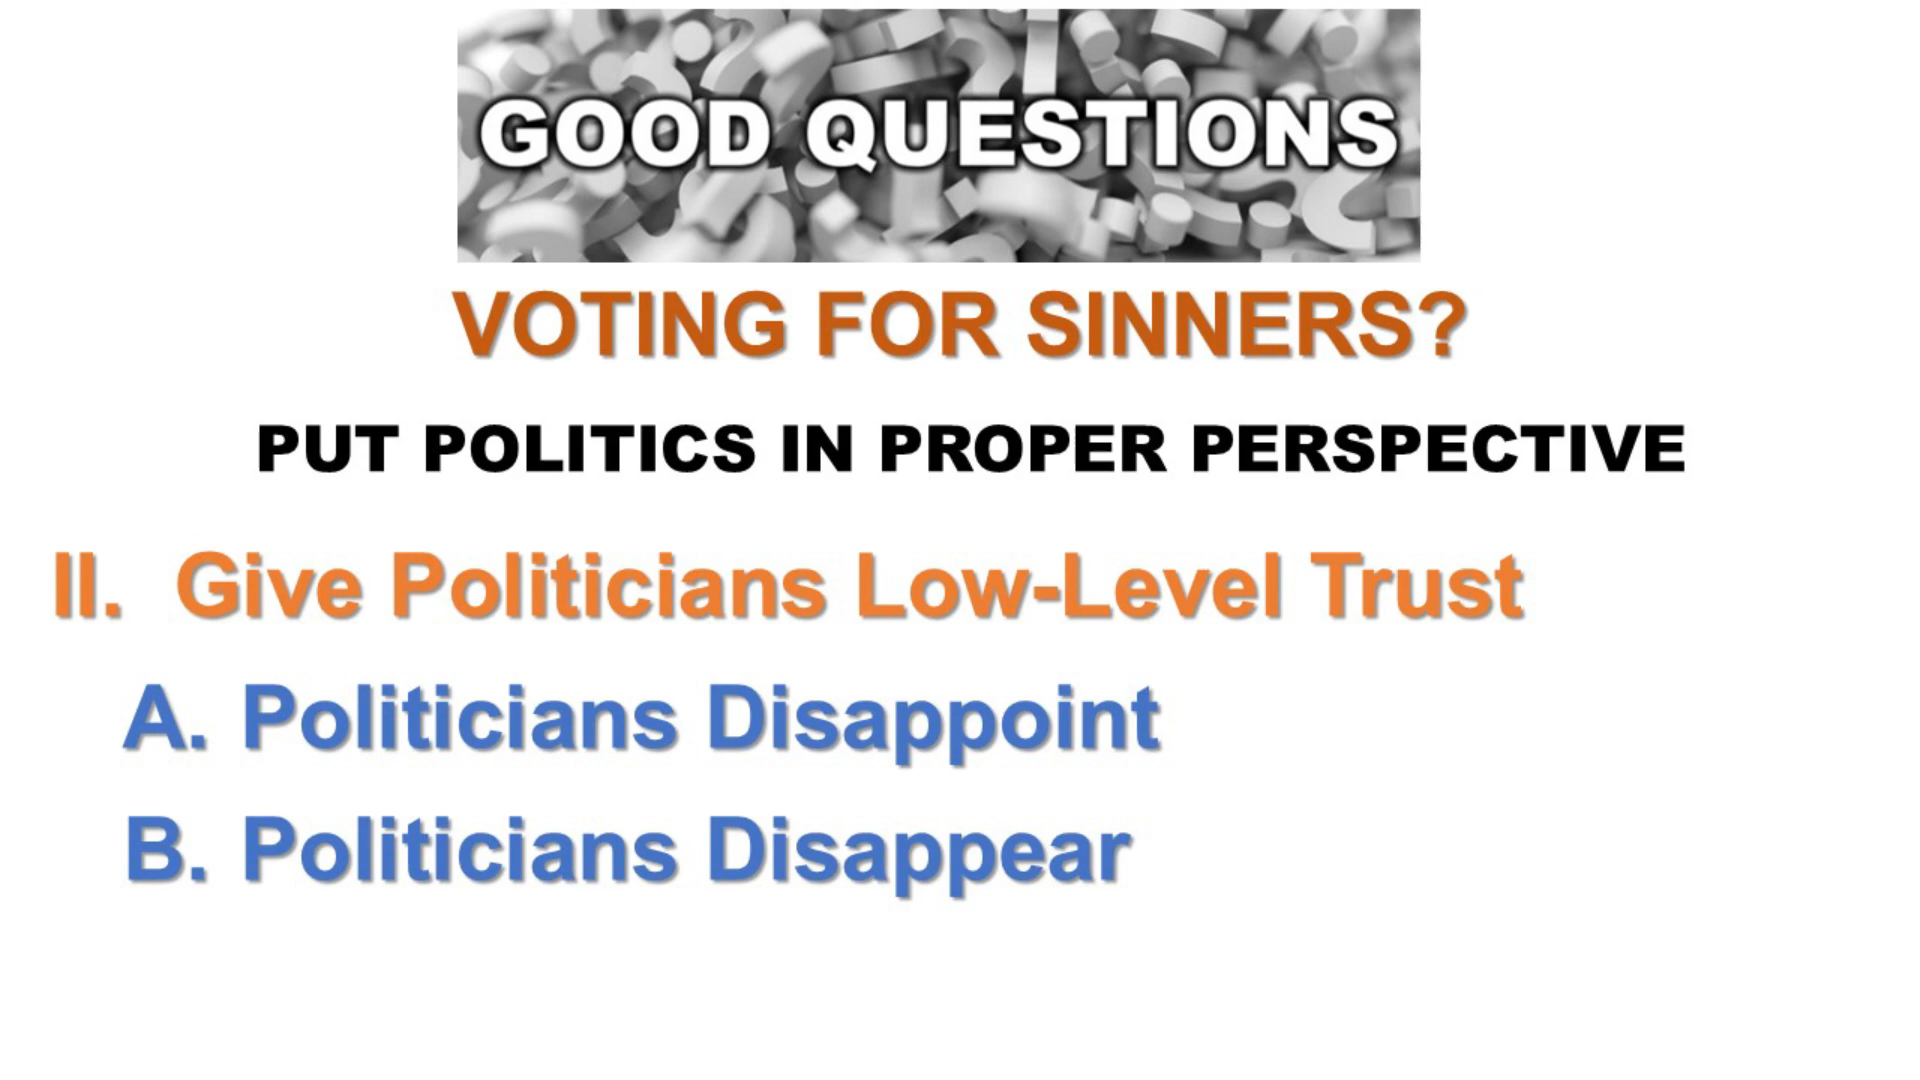 GOOD QUESTIONS
VOTING FOR SINNERS?
PUT POLITICS IN PROPER PERSPECTIVE
II. Give Politicians Low-Level Trust
A. Politicians Disappoint
B. Politicians Disappear